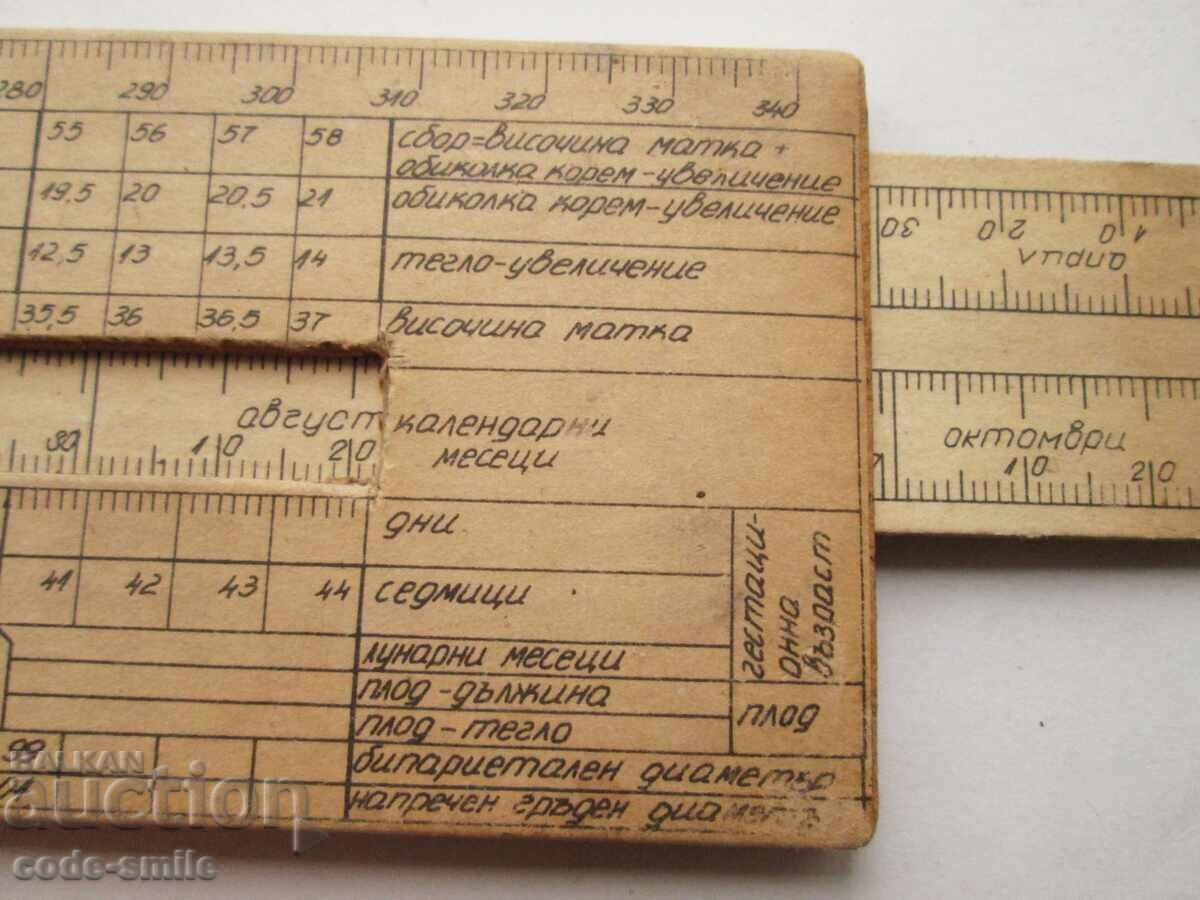 280 290 300 310 320 330 340
55 56 57 58 сбор=височина матка +
обиколка корем-увеличение
19,5 20 20,5 21 обиколка корем-увеличение
12,5 13 13,5 14 тегло-увеличение
35,5 36 36,5 37 височина матка
30 20 10
април
август календарни
30 10 20 месеци
октомври
10 20
дни
41 42 43 44 седмици
гестаци-
онна
възраст
лунарни месеци
плод-дължина
плод-тегло
плод
99 бипариетален диаметър
напречен гръден
BALKAN
auction
code-smile